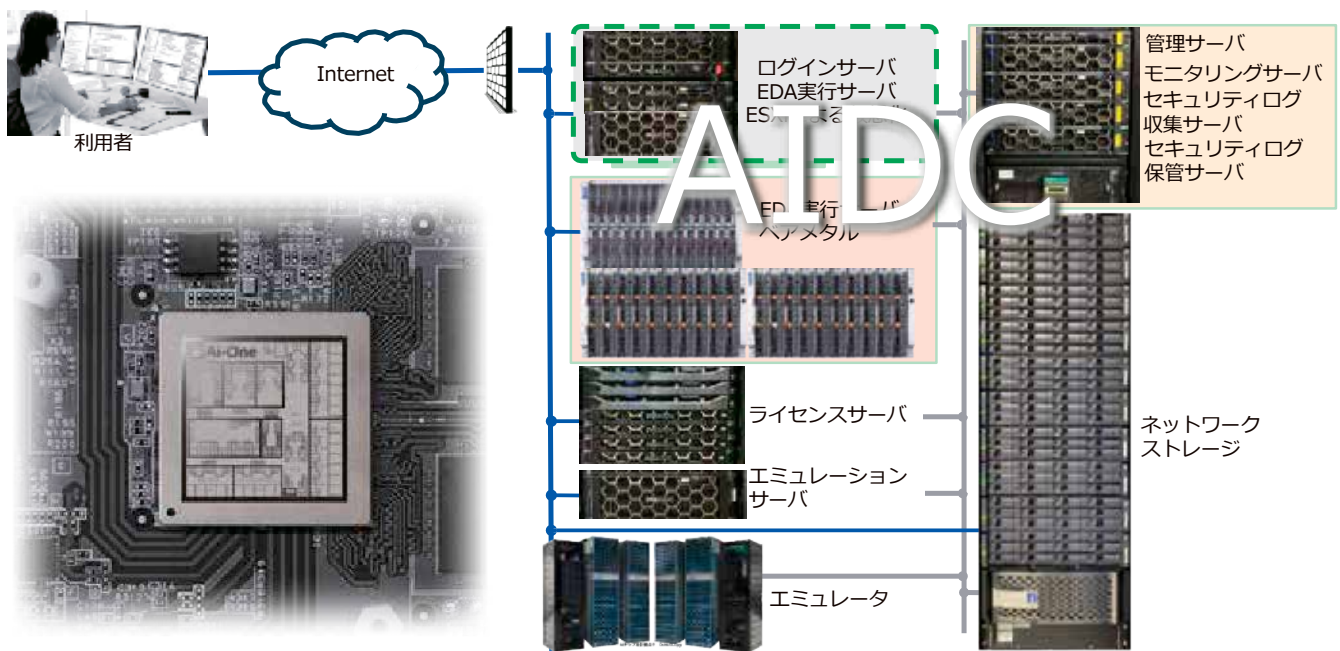 利用者
Internet
ログインサーバ
EDA実行サーバ
AIDC
ベアメタル
ライセンスサーバ
エミュレーション
サーバ
エミュレータ
管理サーバ
モニタリングサーバ
セキュリティログ
収集サーバ
セキュリティログ
保管サーバ
ネットワーク
ストレージ
AI-One